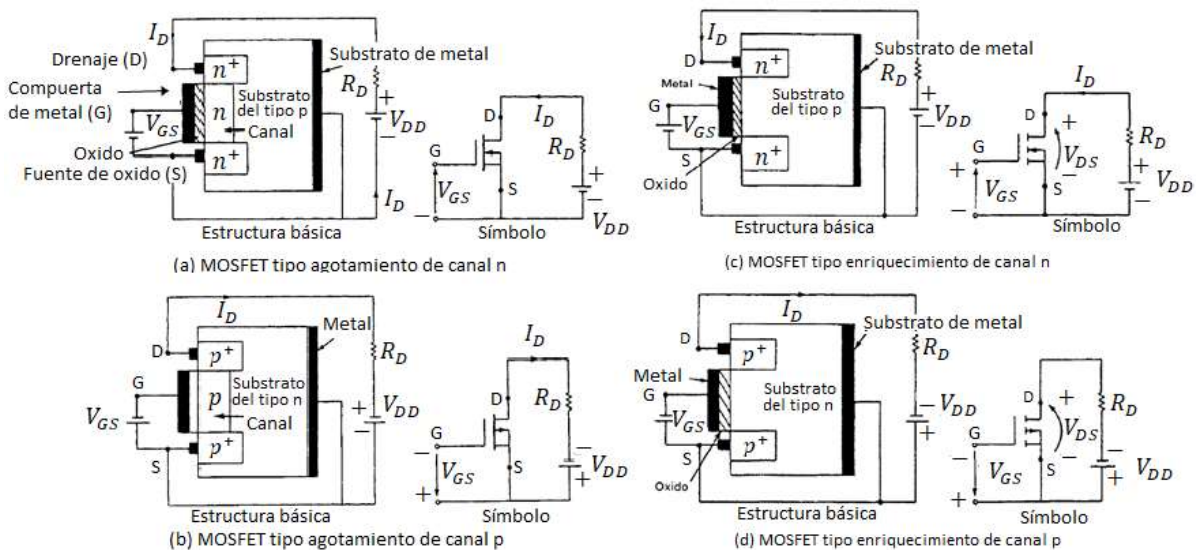 I_D
Drenaje (D)
Compuerta
de metal (G)
n+
n
n+
Substrato
del tipo p
Canal
V_GS
Oxido
Fuente de oxido (S)
Substrato de metal
R_D
+
V_DD
−
I_D
Estructura básica
D
I_D
G
R_D
+
V_GS
S
+
−
−
V_DD
Símbolo
(a) MOSFET tipo agotamiento de canal n
I_D
D
Metal
G
n+
n+
Substrato
del tipo p
V_GS
S
Oxido
Substrato de metal
R_D
+
V_DD
−
Estructura básica
I_D
D
+
R_D
G
V_DS
+
−
V_GS
S
+
−
V_DD
−
Símbolo
(c) MOSFET tipo enriquecimiento de canal n
I_D
D
p+
p
p+
G
Substrato
del tipo n
Canal
V_GS
S
Metal
R_D
+
V_DD
−
Estructura básica
I_D
D
R_D
G
−
V_GS
S
−
+
V_DD
+
Símbolo
(b) MOSFET tipo agotamiento de canal p
I_D
D
p+
p+
Metal
G
Substrato
del tipo n
V_GS
S
Oxido
Substrato de metal
R_D
−
V_DD
+
Estructura básica
D
+
R_D
G
V_DS
−
−
V_GS
S
−
+
V_DD
+
Símbolo
(d) MOSFET tipo enriquecimiento de canal p